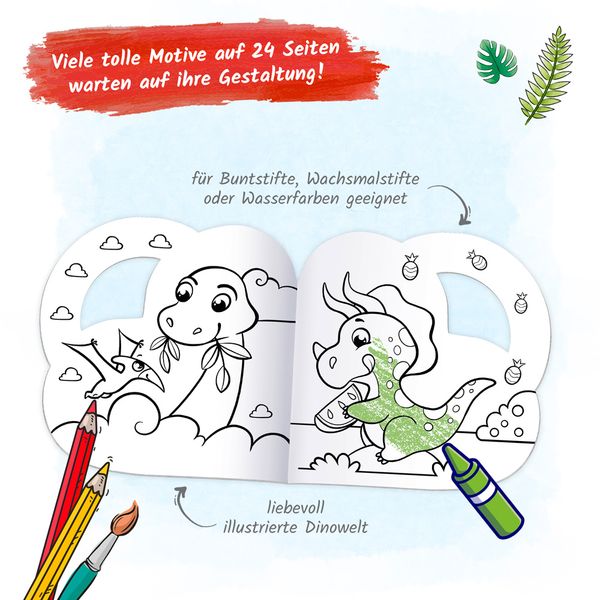 Viele tolle Motive auf 24 Seiten
warten auf ihre Gestaltung!
für Buntstifte, Wachsmalstifte
oder Wasserfarben geeignet
liebevoll
illustrierte Dinowelt